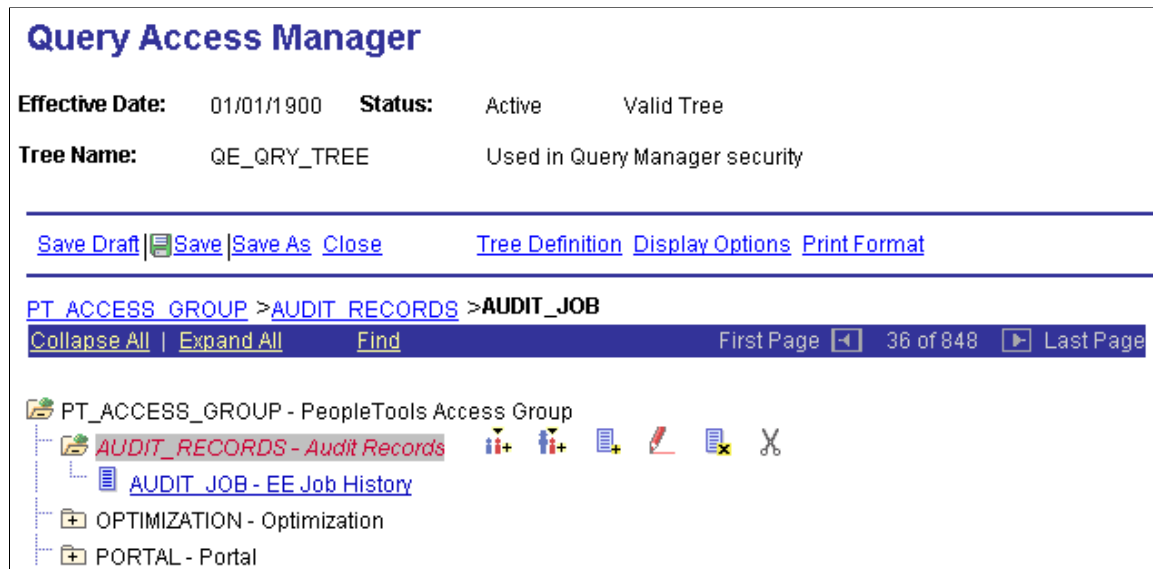 Query Access Manager
Effective Date: 01/01/1900 Status: Active Valid Tree
Tree Name: QE_QRY_TREE Used in Query Manager security
Save Draft | Save | Save As Close Tree Definition Display Options Print Format
PT_ACCESS_GROUP > AUDIT_RECORDS > AUDIT_JOB
Collapse All | Expand All Find First Page 36 of 848 Last Page
PT_ACCESS_GROUP - PeopleTools Access Group
AUDIT_RECORDS - Audit Records
AUDIT_JOB - EE Job History
OPTIMIZATION - Optimization
PORTAL - Portal